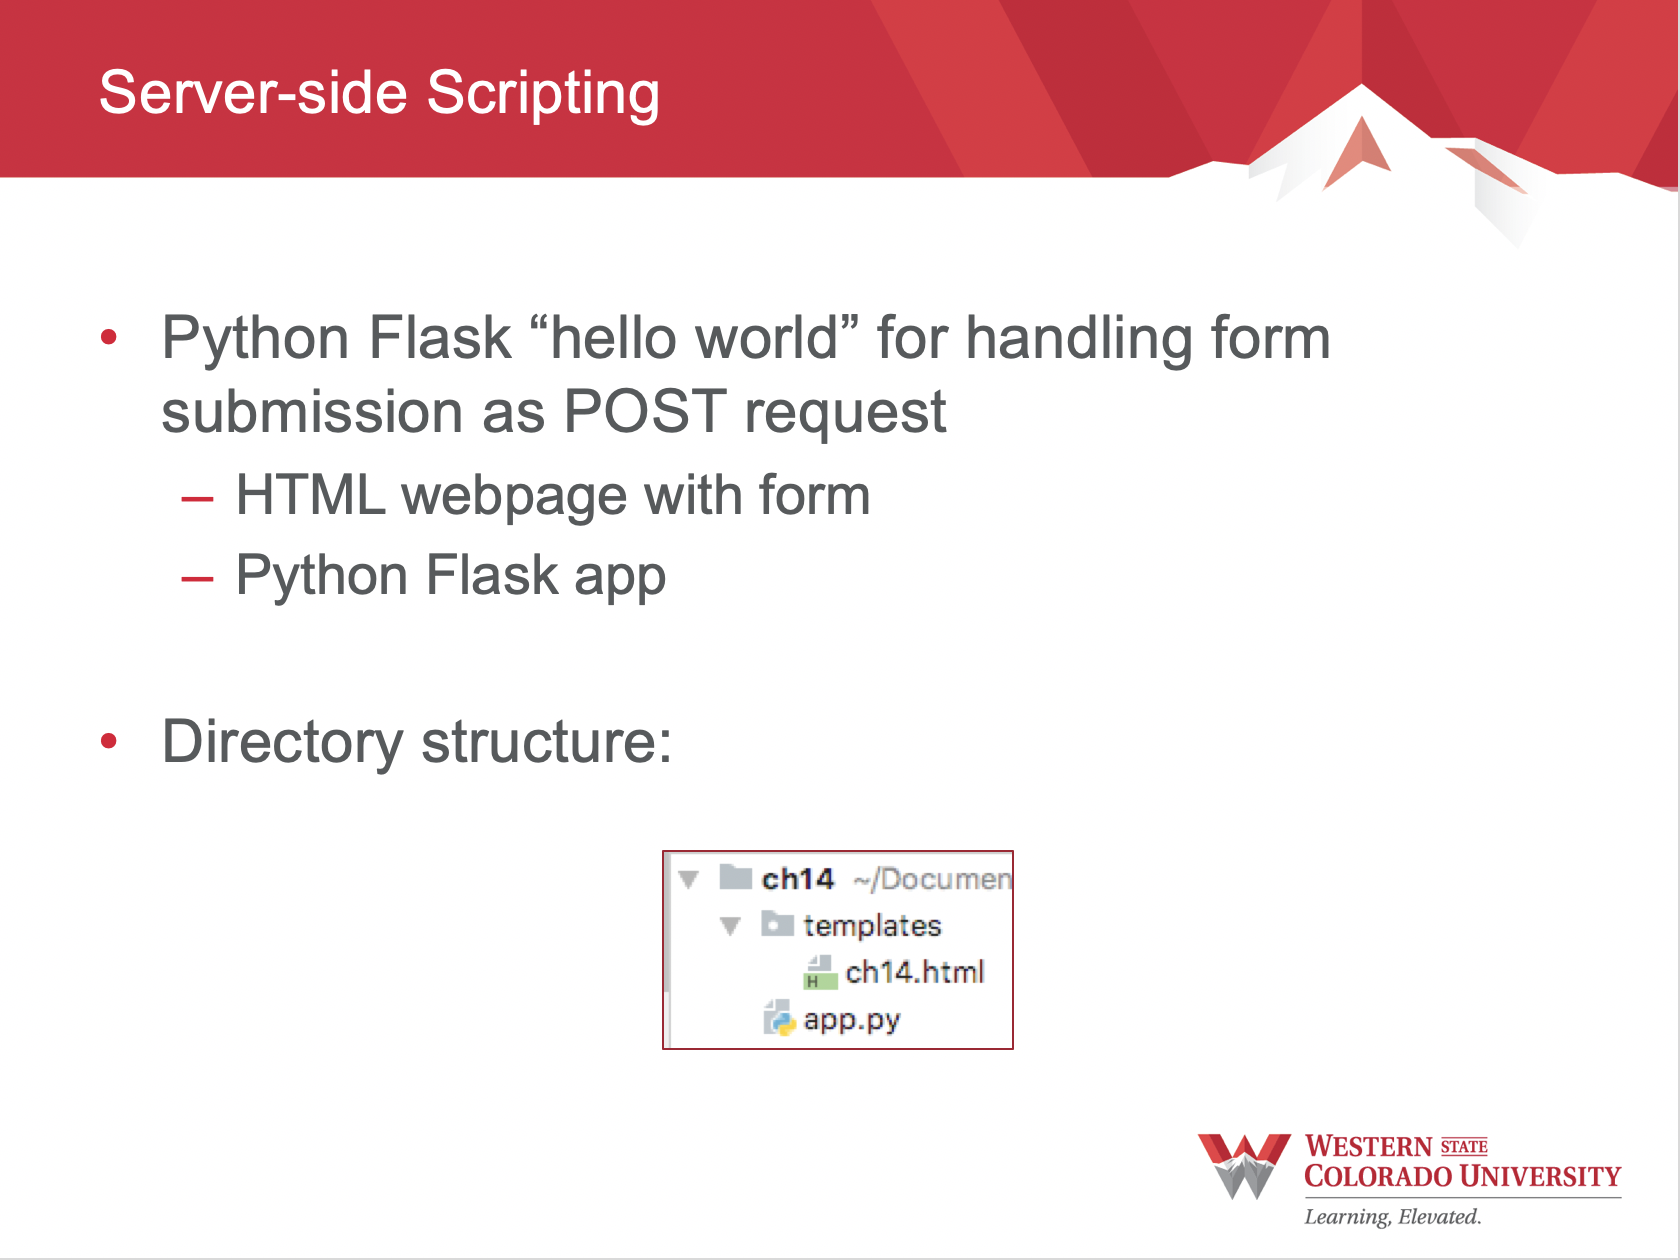 Server-side Scripting
• Python Flask “hello world” for handling form
submission as POST request
– HTML webpage with form
– Python Flask app
• Directory structure:
ch14 ~/Documen
templates
H ch14.html
app.py
WESTERN STATE
COLORADO UNIVERSITY
Learning, Elevated.